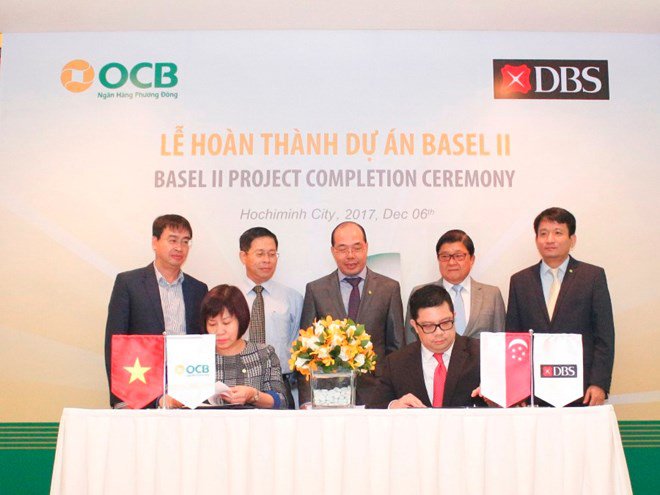 OCB
Ngân Hàng Phương Đông
DBS
LỄ HOÀN THÀNH DỰ ÁN BASEL II
BASEL II PROJECT COMPLETION CEREMONY
Hochiminh City, 2017, Dec 06th
OCB
DBS